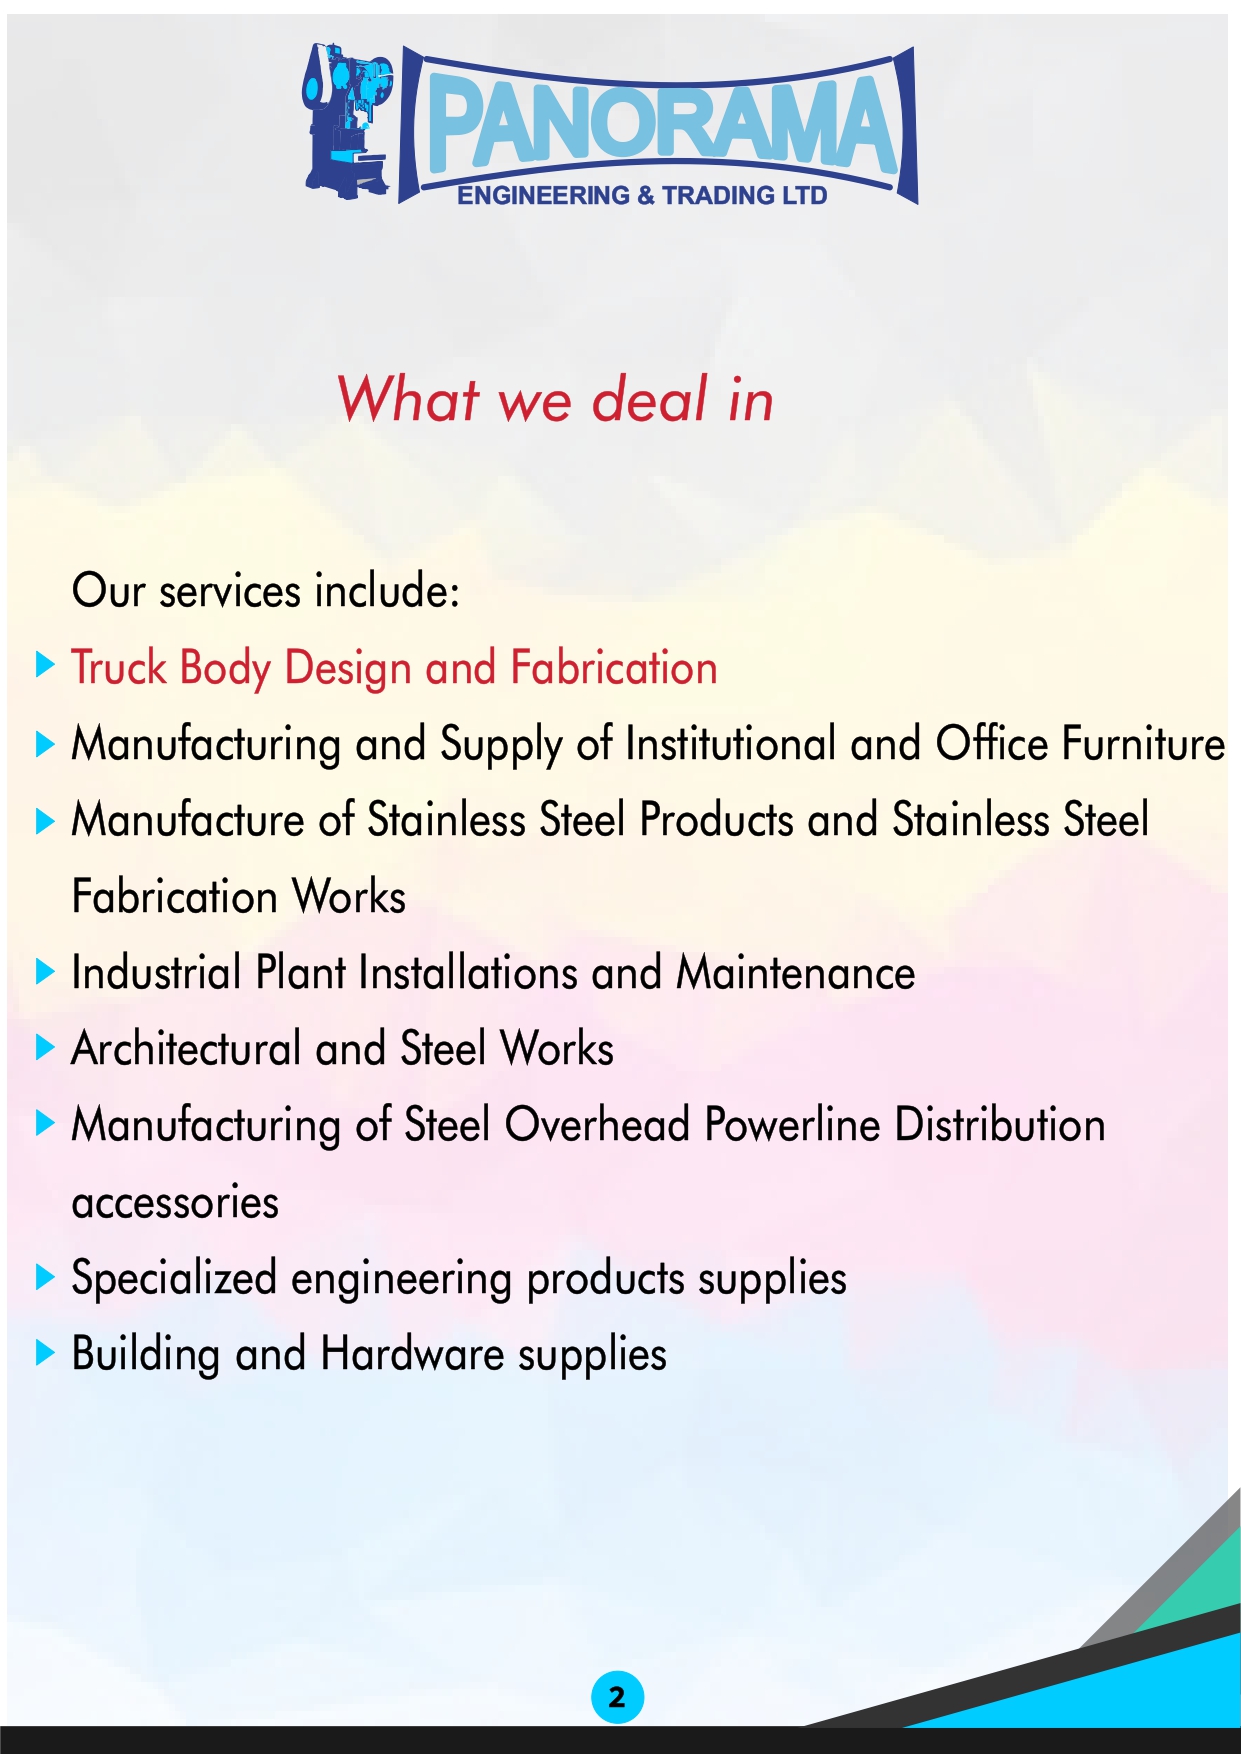 PANORAMA
ENGINEERING & TRADING LTD
What we deal in
Our services include:
Truck Body Design and Fabrication
Manufacturing and Supply of Institutional and Office Furniture
Manufacture of Stainless Steel Products and Stainless Steel
Fabrication Works
Industrial Plant Installations and Maintenance
Architectural and Steel Works
Manufacturing of Steel Overhead Powerline Distribution
accessories
Specialized engineering products supplies
Building and Hardware supplies
2